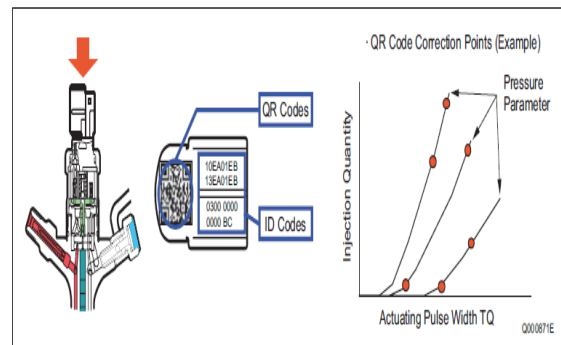 QR Codes
10EA01EB
13EA01EB
0300 0000
0000 BC
ID Codes
· QR Code Correction Points (Example)
Pressure
Parameter
Injection Quantity
Actuating Pulse Width TQ
Q000871E